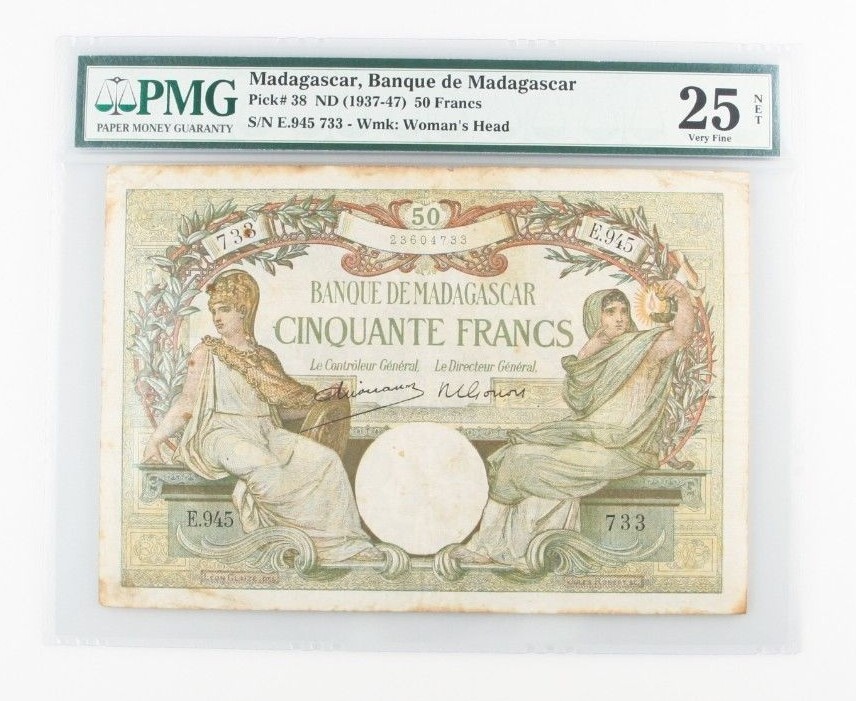 PMG
PAPER MONEY GUARANTY
Madagascar, Banque de Madagascar
Pick# 38 ND (1937-47) 50 Francs
S/N E.945 733 - Wmk: Woman's Head
25
NET
Very Fine
50
733
23604733
E.945
BANQUE DE MADAGASCAR
CINQUANTE FRANCS
Le Contrôleur Général, Le Directeur Général,
E.945
733